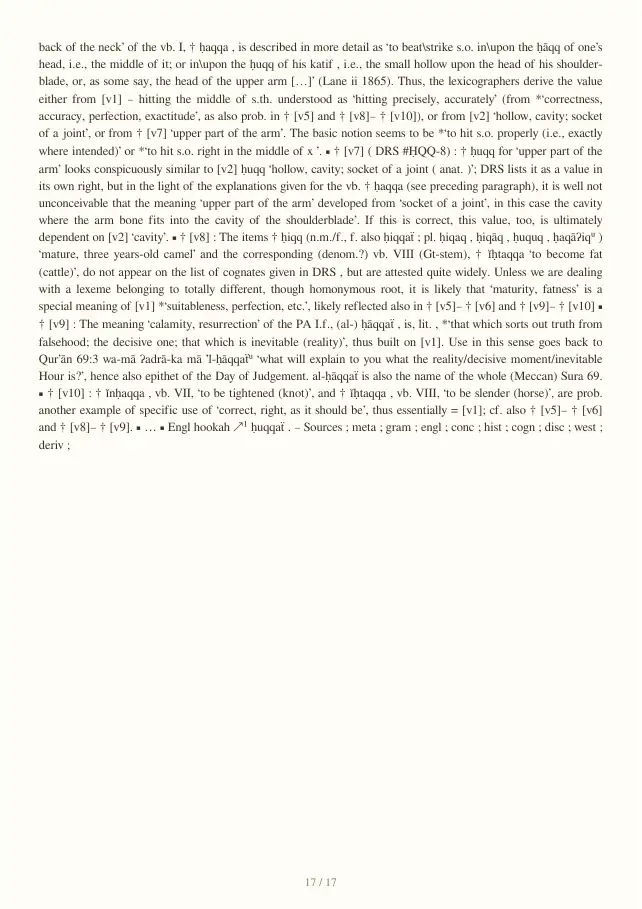 back of the neck’ of the vb. I, † ḥaqqa , is described in more detail as ‘to beat\strike s.o. in\upon the ḥāqq of one’s
head, i.e., the middle of it; or in\upon the ḥuqq of his katif , i.e., the small hollow upon the head of his shoulder-
blade, or, as some say, the head of the upper arm […]’ (Lane ii 1865). Thus, the lexicographers derive the value
either from [v1] – hitting the middle of s.th. understood as ‘hitting precisely, accurately’ (from *‘correctness,
accuracy, perfection, exactitude’, as also prob. in † [v5] and † [v8]– † [v10]), or from [v2] ‘hollow, cavity; socket
of a joint’, or from † [v7] ‘upper part of the arm’. The basic notion seems to be *‘to hit s.o. properly (i.e., exactly
where intended)’ or *‘to hit s.o. right in the middle of x ’. ▪ † [v7] ( DRS #ḤQQ-8) : † ḥuqq for ‘upper part of the
arm’ looks conspicuously similar to [v2] ḥuqq ‘hollow, cavity; socket of a joint ( anat. )’; DRS lists it as a value in
its own right, but in the light of the explanations given for the vb. † ḥaqqa (see preceding paragraph), it is well not
unconceivable that the meaning ‘upper part of the arm’ developed from ‘socket of a joint’, in this case the cavity
where the arm bone fits into the cavity of the shoulderblade’. If this is correct, this value, too, is ultimately
dependent on [v2] ‘cavity’. ▪ † [v8] : The items † ḥiqq (n.m./f., f. also ḥiqqaẗ ; pl. ḥiqaq , ḥiqāq , ḥuquq , ḥaqāʔiqᵘ )
‘mature, three years-old camel’ and the corresponding (denom.?) vb. VIII (Gt-stem), † ĭḥtaqqa ‘to become fat
(cattle)’, do not appear on the list of cognates given in DRS , but are attested quite widely. Unless we are dealing
with a lexeme belonging to totally different, though homonymous root, it is likely that ‘maturity, fatness’ is a
special meaning of [v1] *‘suitableness, perfection, etc.’, likely reflected also in † [v5]– † [v6] and † [v9]– † [v10] ▪
† [v9] : The meaning ‘calamity, resurrection’ of the PA I.f., (al-) ḥāqqaẗ , is, lit. , *‘that which sorts out truth from
falsehood; the decisive one; that which is inevitable (reality)’, thus built on [v1]. Use in this sense goes back to
Qurʾān 69:3 wa-mā ʔadrā-ka mā ’l-ḥāqqaẗᵘ ‘what will explain to you what the reality/decisive moment/inevitable
Hour is?’, hence also epithet of the Day of Judgement. al-ḥāqqaẗ is also the name of the whole (Meccan) Sura 69.
▪ † [v10] : † ĭnḥaqqa , vb. VII, ‘to be tightened (knot)’, and † ĭḥtaqqa , vb. VIII, ‘to be slender (horse)’, are prob.
another example of specific use of ‘correct, right, as it should be’, thus essentially = [v1]; cf. also † [v5]– † [v6]
and † [v8]– † [v9]. ▪ … ▪ Engl hookah ↗¹ ḥuqqaẗ . – Sources ; meta ; gram ; engl ; conc ; hist ; cogn ; disc ; west ;
deriv ;
17 / 17